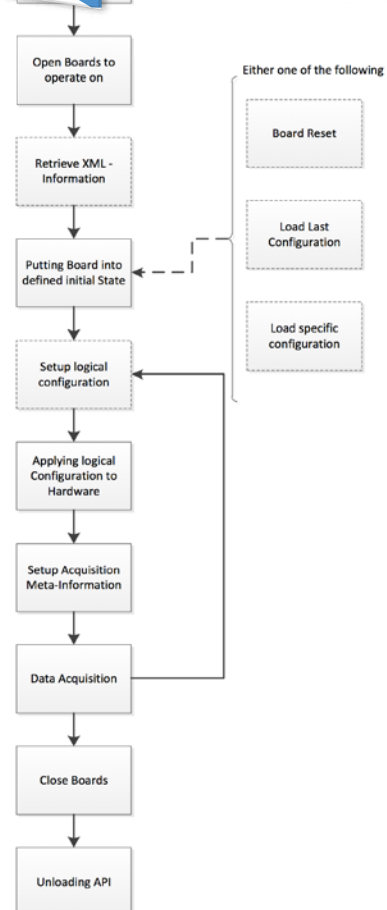 Open Boards to
operate on
Either one of the following
Board Reset
Retrieve XML -
Information
Load Last
Configuration
Putting Board into
defined initial State
Load specific
configuration
Setup logical
configuration
Applying logical
Configuration to
Hardware
Setup Acquisition
Meta-Information
Data Acquisition
Close Boards
Unloading API